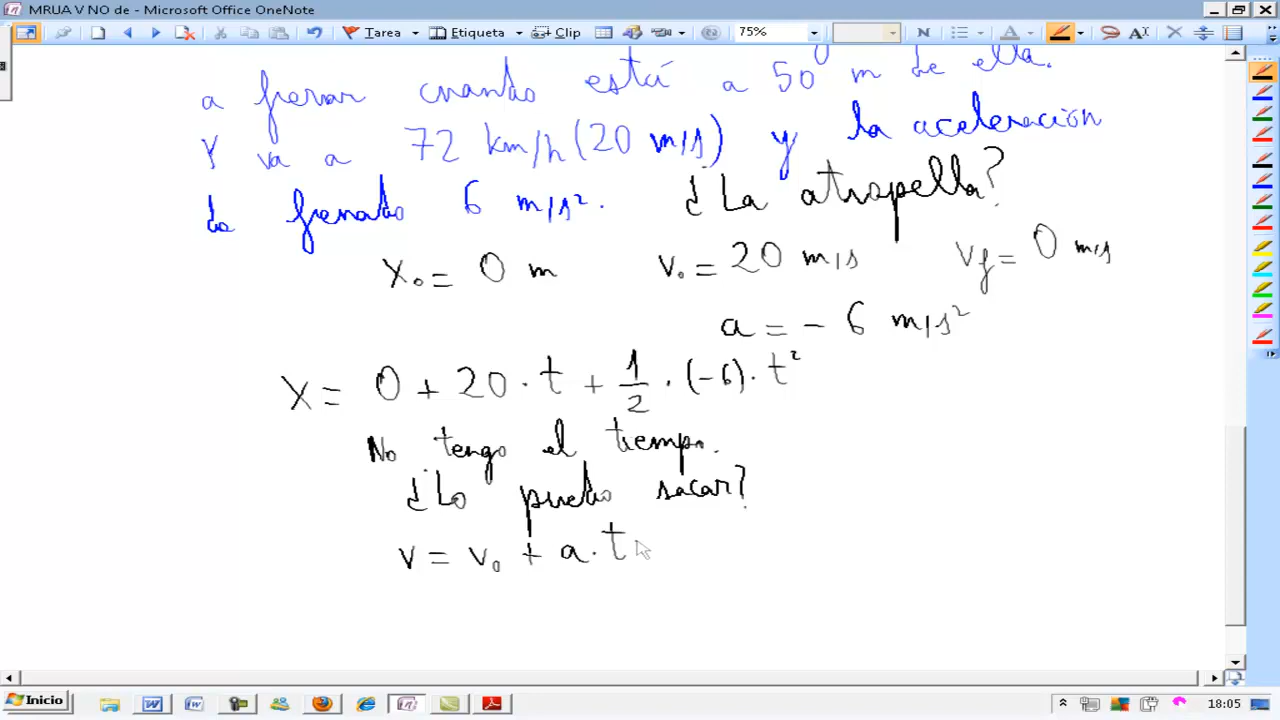 MRUA V NO de - Microsoft Office OneNote
Tarea Etiqueta Clip 75% N A
a frenar cuando está a 50 m de ella.
Y va a 72 km/h (20 m/s) y la aceleración
de frenado 6 m/s². ¿La atropella?
x₀ = 0 m v₀ = 20 m/s vf = 0 m/s
a = - 6 m/s²
X = 0 + 20 · t + 1/2 · (-6) · t²
No tengo el tiempo.
¿Lo puedo sacar?
v = v₀ + a · t
Inicio 18:05